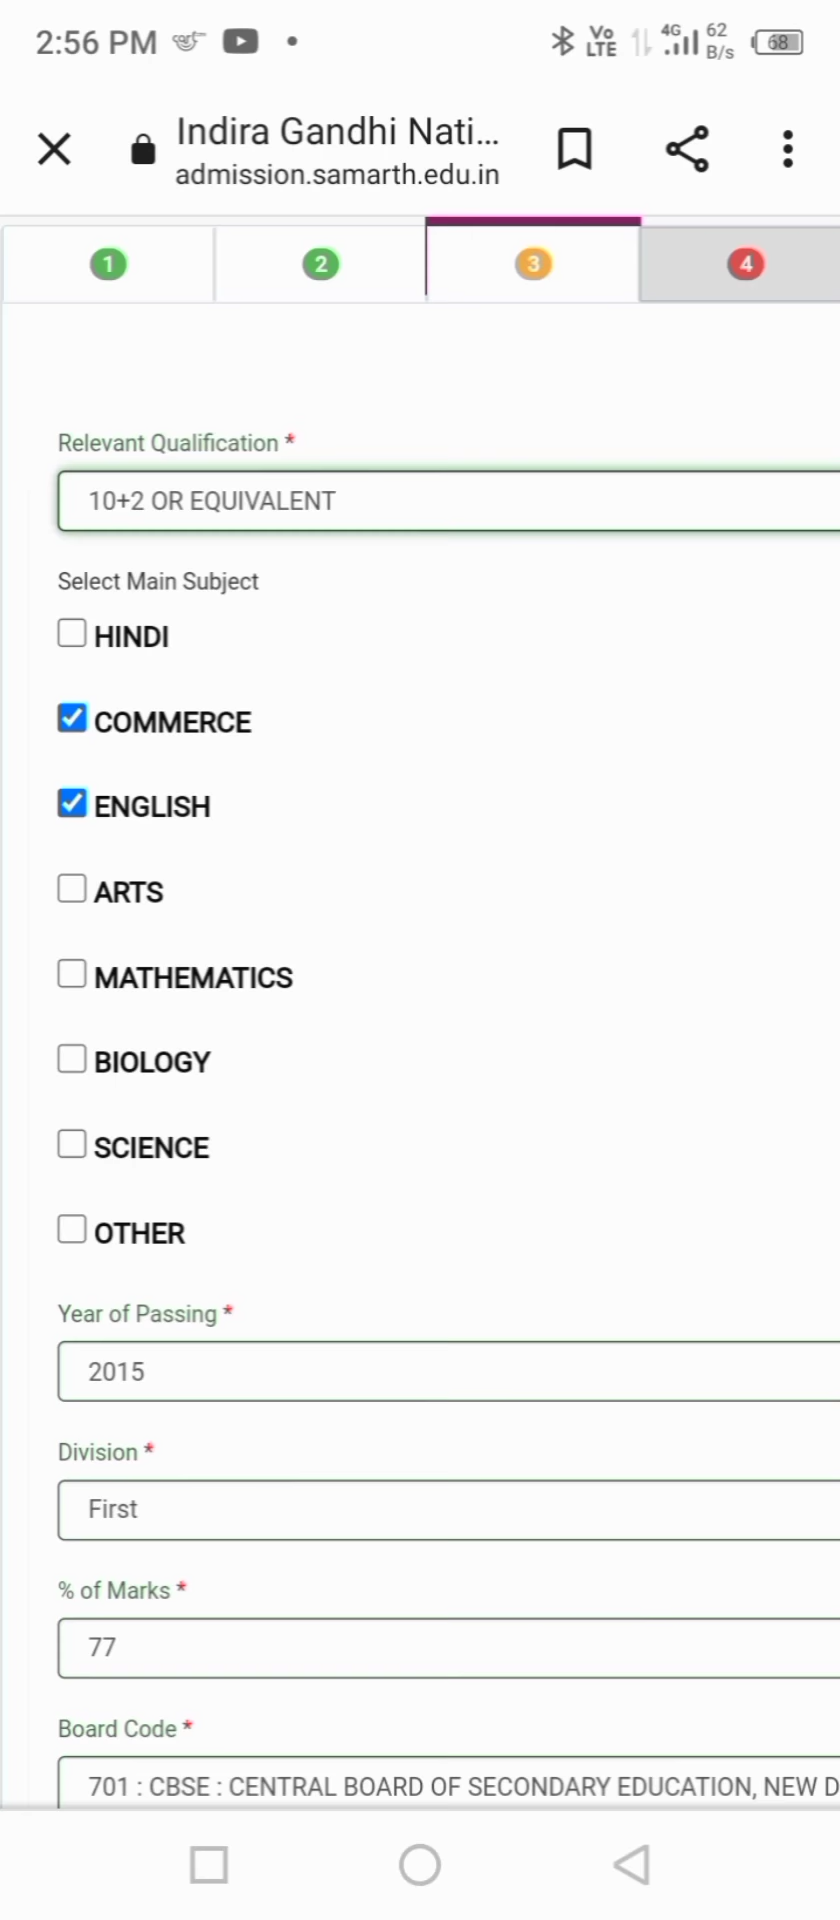 2:56 PM
Vo LTE 4G 62 B/s 68
Indira Gandhi Nati...
admission.samarth.edu.in
1 2 3 4
Relevant Qualification *
10+2 OR EQUIVALENT
Select Main Subject
HINDI
COMMERCE
ENGLISH
ARTS
MATHEMATICS
BIOLOGY
SCIENCE
OTHER
Year of Passing *
2015
Division *
First
% of Marks *
77
Board Code *
701 : CBSE : CENTRAL BOARD OF SECONDARY EDUCATION, NEW D